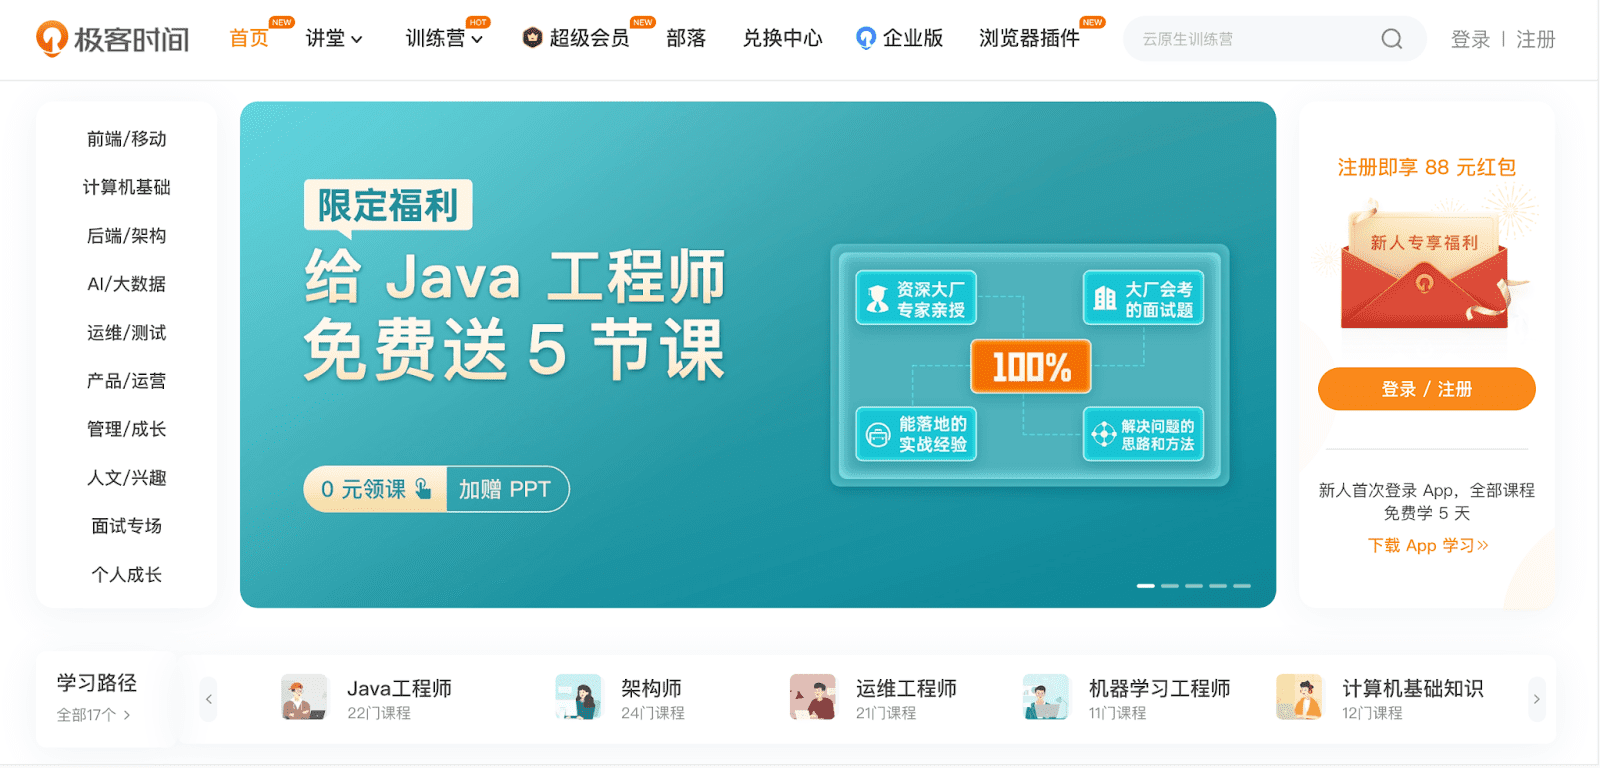 极客时间
首页
NEW
讲堂
训练营
HOT
超级会员
NEW
部落
兑换中心
企业版
浏览器插件
NEW
云原生训练营
登录 | 注册
前端/移动
计算机基础
后端/架构
AI/大数据
运维/测试
产品/运营
管理/成长
人文/兴趣
面试专场
个人成长
限定福利
给 Java 工程师
免费送 5 节课
0 元领课
加赠 PPT
资深大厂
专家亲授
大厂会考
的面试题
100%
能落地的
实战经验
解决问题的
思路和方法
注册即享 88 元红包
新人专享福利
登录 / 注册
新人首次登录 App，全部课程
免费学 5 天
下载 App 学习>>
学习路径
全部17个 >
Java工程师
22门课程
架构师
24门课程
运维工程师
21门课程
机器学习工程师
11门课程
计算机基础知识
12门课程